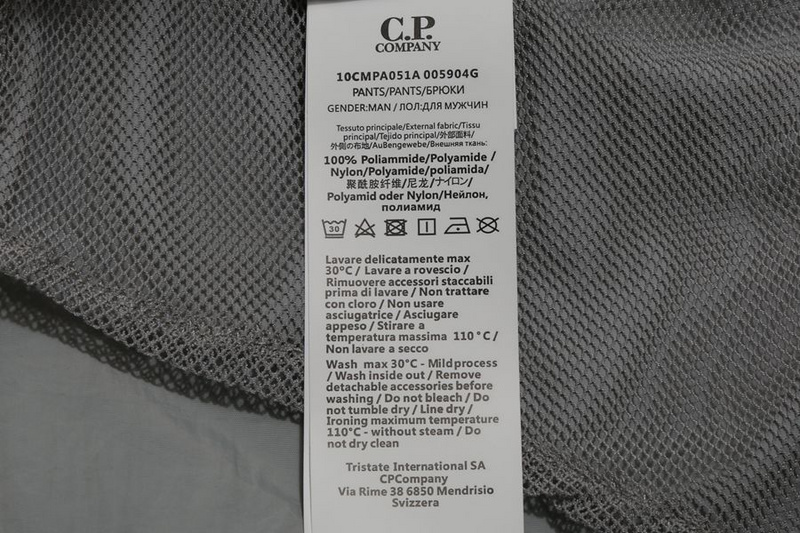 C.P.
COMPANY
10CMPA051A 005904G
PANTS/PANTS/БРЮКИ
GENDER:MAN / ЛОЛ:ДЛЯ МУЖЧИН
Tessuto principale/External fabric/Tissu
principal/Tejido principal/外部面料/
外側の布地/AuBengewebe/Внешняя ткань:
100% Poliammide/Polyamide /
Nylon/Polyamide/poliamida/
聚酰胺纤维/尼龙/ナイロン/
Polyamid oder Nylon/Нейлон,
полиамид
30
Lavare delicatamente max
30°C / Lavare a rovescio /
Rimuovere accessori staccabili
prima di lavare / Non trattare
con cloro / Non usare
asciugatrice / Asciugare
appeso / Stirare a
temperatura massima 110°C /
Non lavare a secco
Wash max 30°C - Mild process
/ Wash inside out / Remove
detachable accessories before
washing / Do not bleach / Do
not tumble dry / Line dry /
Ironing maximum temperature
110°C - without steam / Do
not dry clean
Tristate International SA
CPCompany
Via Rime 38 6850 Mendrisio
Svizzera